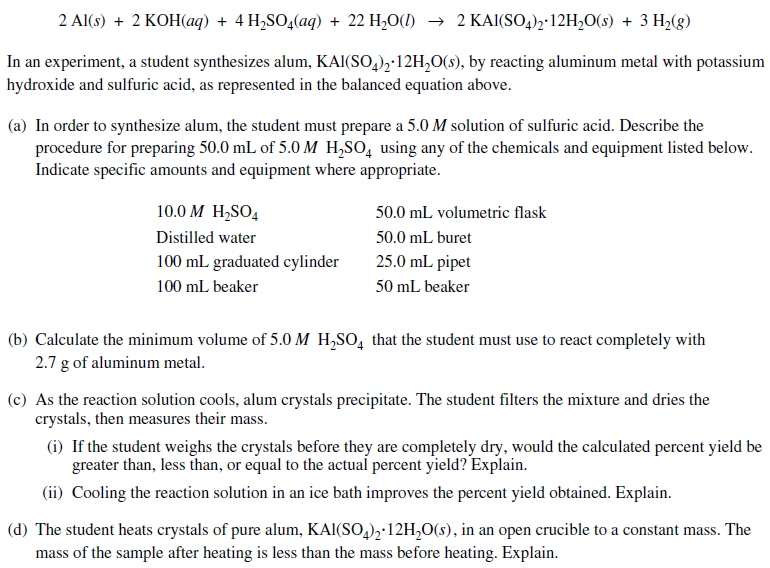 2 Al(s) + 2 KOH(aq) + 4 H₂SO₄(aq) + 22 H₂O(l) → 2 KAl(SO₄)₂·12H₂O(s) + 3 H₂(g)
In an experiment, a student synthesizes alum, KAl(SO₄)₂·12H₂O(s), by reacting aluminum metal with potassium
hydroxide and sulfuric acid, as represented in the balanced equation above.
(a) In order to synthesize alum, the student must prepare a 5.0 M solution of sulfuric acid. Describe the
procedure for preparing 50.0 mL of 5.0 M H₂SO₄ using any of the chemicals and equipment listed below.
Indicate specific amounts and equipment where appropriate.
10.0 M H₂SO₄ 50.0 mL volumetric flask
Distilled water 50.0 mL buret
100 mL graduated cylinder 25.0 mL pipet
100 mL beaker 50 mL beaker
(b) Calculate the minimum volume of 5.0 M H₂SO₄ that the student must use to react completely with
2.7 g of aluminum metal.
(c) As the reaction solution cools, alum crystals precipitate. The student filters the mixture and dries the
crystals, then measures their mass.
(i) If the student weighs the crystals before they are completely dry, would the calculated percent yield be
greater than, less than, or equal to the actual percent yield? Explain.
(ii) Cooling the reaction solution in an ice bath improves the percent yield obtained. Explain.
(d) The student heats crystals of pure alum, KAl(SO₄)₂·12H₂O(s), in an open crucible to a constant mass. The
mass of the sample after heating is less than the mass before heating. Explain.